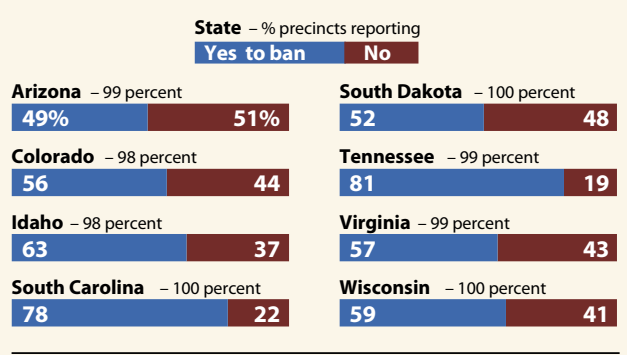 State – % precincts reporting
Yes to ban No
Arizona – 99 percent
49% 51%
Colorado – 98 percent
56 44
Idaho – 98 percent
63 37
South Carolina – 100 percent
78 22
South Dakota – 100 percent
52 48
Tennessee – 99 percent
81 19
Virginia – 99 percent
57 43
Wisconsin – 100 percent
59 41